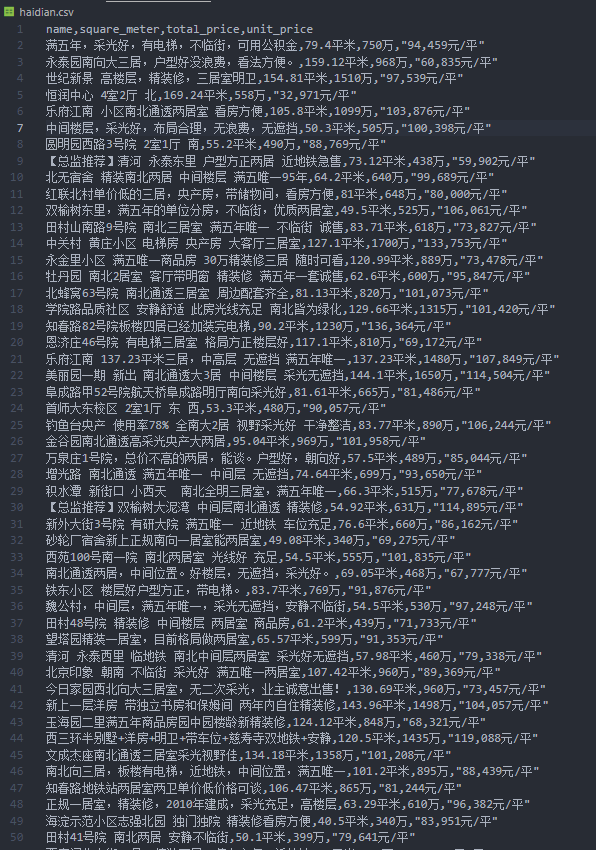 haidian.csv
1 name,square_meter,total_price,unit_price
2 满五年，采光好，有电梯，不临街，可用公积金,79.4平米,750万,"94,459元/平"
3 永泰园南向大三居，户型好没浪费，看法方便。,159.12平米,968万,"60,835元/平"
4 世纪新景 高楼层，精装修，三居室明卫,154.81平米,1510万,"97,539元/平"
5 恒润中心 4室2厅 北,169.24平米,558万,"32,971元/平"
6 乐府江南 小区南北通透两居室 看房方便,105.8平米,1099万,"103,876元/平"
7 中间楼层，采光好，布局合理，无浪费，无遮挡,50.3平米,505万,"100,398元/平"
8 圆明园西路3号院 2室1厅 南,55.2平米,490万,"88,769元/平"
9 【总监推荐】清河 永泰东里 户型方正两居 近地铁急售,73.12平米,438万,"59,902元/平"
10 北无宿舍 精装南北两居 中间楼层 满五唯一95年,64.2平米,640万,"99,689元/平"
11 红联北村单价低的三居，央产房，带储物间，看房方便,81平米,648万,"80,000元/平"
12 双榆树东里，满五年的单位分房，不临街，优质两居室,49.5平米,525万,"106,061元/平"
13 田村山南路9号院 南北三居室 满五年唯一 不临街 诚售,83.71平米,618万,"73,827元/平"
14 中关村 黄庄小区 电梯房 央产房 大客厅三居室,127.1平米,1700万,"133,753元/平"
15 永金里小区 满五唯一商品房 30万精装修三居 随时可看,120.99平米,889万,"73,478元/平"
16 牡丹园 南北2居室 客厅带明窗 精装修 满五年一套诚售,62.6平米,600万,"95,847元/平"
17 北蜂窝63号院 南北通透三居室 周边配套齐全,81.13平米,820万,"101,073元/平"
18 学院路品质社区 安静舒适 此房光线充足 南北皆为绿化,129.66平米,1315万,"101,420元/平"
19 知春路82号院板楼四居已经加装完电梯,90.2平米,1230万,"136,364元/平"
20 恩济庄46号院 有电梯三居室 格局方正楼层好,117.1平米,810万,"69,172元/平"
21 乐府江南 137.23平米三居，中高层 无遮挡 满五年唯一,137.23平米,1480万,"107,849元/平"
22 美丽园一期 新出 南北通透大3居 中间楼层 采光无遮挡,144.1平米,1650万,"114,504元/平"
23 阜成路甲52号院航天桥阜成路明厅南向采光好,81.61平米,665万,"81,486元/平"
24 首师大东校区 2室1厅 东 西,53.3平米,480万,"90,057元/平"
25 钓鱼台央产 使用率78% 全南大2居 视野采光好 干净整洁,83.77平米,890万,"106,244元/平"
26 金谷园南北通透高采光央产大两居,95.04平米,969万,"101,958元/平"
27 万泉庄1号院，总价不高的两居，能谈。户型好，朝向好,57.5平米,489万,"85,044元/平"
28 增光路 南北通透 满五年唯一 中间层 无遮挡,74.64平米,699万,"93,650元/平"
29 积水潭 新街口 小西天  南北全明三居室，满五年唯一,66.3平米,515万,"77,678元/平"
30 【总监推荐】双榆树大泥湾 中间层南北通透 精装修,54.92平米,631万,"114,895元/平"
31 新外大街3号院 有研大院 满五唯一 近地铁 车位充足,76.6平米,660万,"86,162元/平"
32 砂轮厂宿舍新上正规南向一居室能两居室,49.08平米,340万,"69,275元/平"
33 西苑100号南一院 南北两居室 光线好 充足,54.5平米,555万,"101,835元/平"
34 南北通透两居，中间位置。好楼层，无遮挡，采光好。,69.05平米,468万,"67,777元/平"
35 铁东小区 楼层好户型方正，带电梯。,83.7平米,769万,"91,876元/平"
36 魏公村，中间层，满五年唯一，采光无遮挡，安静不临街,54.5平米,530万,"97,248元/平"
37 田村48号院 精装修 中间楼层 两居室 商品房,61.2平米,439万,"71,733元/平"
38 望塔园精装一居室，目前格局做两居室,65.57平米,599万,"91,353元/平"
39 清河 永泰西里 临地铁 南北中间层两居室 采光好无遮挡,57.98平米,460万,"79,338元/平"
40 北京印象 朝南 不临街 采光好 满五唯一两居室,107.42平米,960万,"89,369元/平"
41 今日家园西北向大三居室，无二次采光，业主诚意出售！,130.69平米,960万,"73,457元/平"
42 新上一层洋房 带独立书房和保姆间 两年内自住精装修,143.96平米,1498万,"104,057元/平"
43 玉海园二里满五年商品房园中园楼龄新精装修,124.12平米,848万,"68,321元/平"
44 西三环半别墅+洋房+明卫+带车位+慈寿寺双地铁+安静,120.5平米,1435万,"119,088元/平"
45 文成杰座南北通透三居室采光视野佳,134.18平米,1358万,"101,208元/平"
46 南北向三居，板楼有电梯，近地铁，中间位置，满五唯一,101.2平米,895万,"88,439元/平"
47 知春路地铁站两居室两卫单价低价格可谈,106.47平米,865万,"81,244元/平"
48 正规一居室，精装修，2010年建成，采光充足，高楼层,63.29平米,610万,"96,382元/平"
49 海淀示范小区志强北园 独门独院 精装修看房方便,40.5平米,340万,"83,951元/平"
50 田村41号院 南北两居 安静不临街,50.1平米,399万,"79,641元/平"